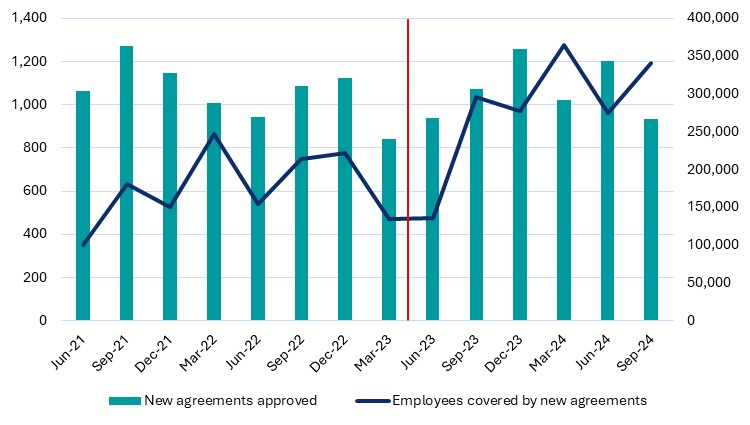 1,400
1,200
1,000
800
600
400
200
0
400,000
350,000
300,000
250,000
200,000
150,000
100,000
50,000
0
Jun-21
Sep-21
Dec-21
Mar-22
Jun-22
Sep-22
Dec-22
Mar-23
Jun-23
Sep-23
Dec-23
Mar-24
Jun-24
Sep-24
New agreements approved
Employees covered by new agreements